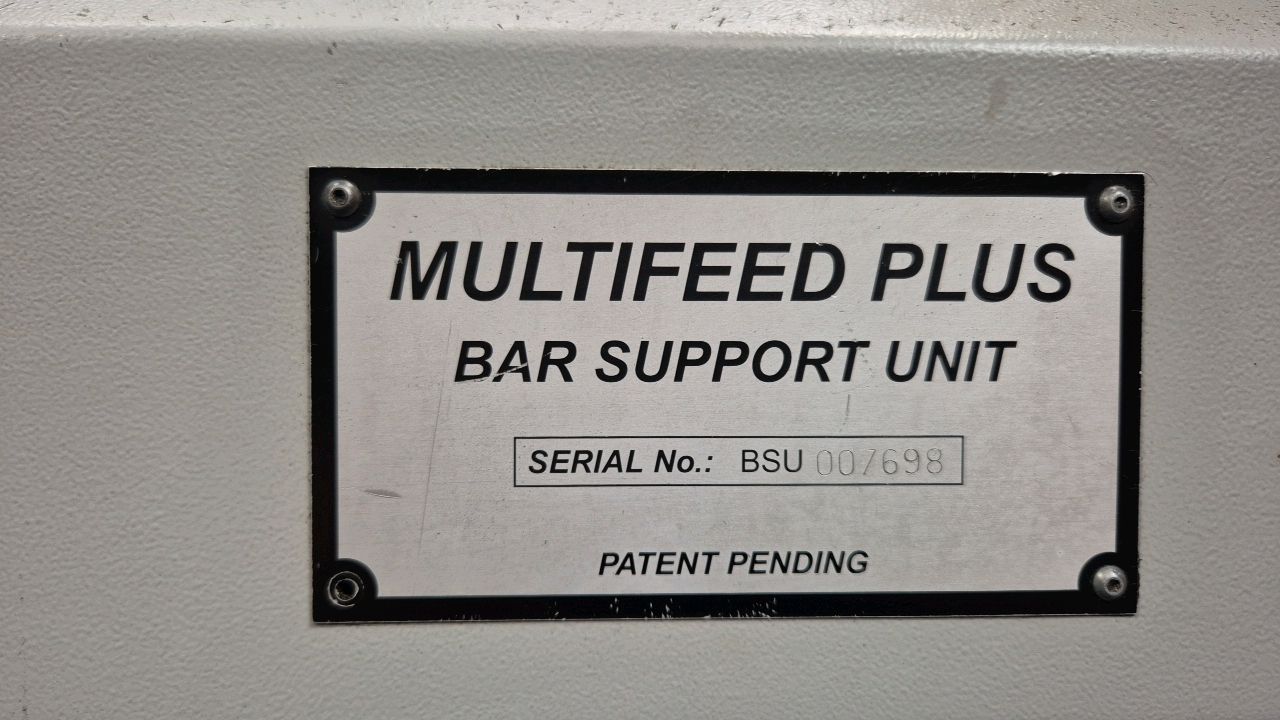 MULTIFEED PLUS
BAR SUPPORT UNIT
SERIAL No.: BSU 007698
PATENT PENDING